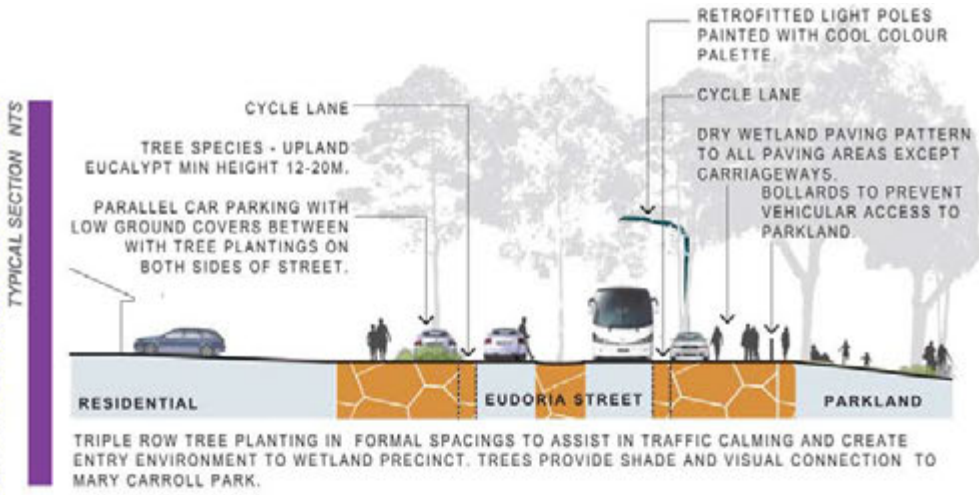 TYPICAL SECTION NTS
RETROFITTED LIGHT POLES
PAINTED WITH COOL COLOUR
PALETTE.
CYCLE LANE
TREE SPECIES - UPLAND
EUCALYPT MIN HEIGHT 12-20M.
PARALLEL CAR PARKING WITH
LOW GROUND COVERS BETWEEN
WITH TREE PLANTINGS ON
BOTH SIDES OF STREET.
CYCLE LANE
DRY WETLAND PAVING PATTERN
TO ALL PAVING AREAS EXCEPT
CARRIAGEWAYS.
BOLLARDS TO PREVENT
VEHICULAR ACCESS TO
PARKLAND.
RESIDENTIAL
EUDORIA STREET
PARKLAND
TRIPLE ROW TREE PLANTING IN FORMAL SPACINGS TO ASSIST IN TRAFFIC CALMING AND CREATE
ENTRY ENVIRONMENT TO WETLAND PRECINCT. TREES PROVIDE SHADE AND VISUAL CONNECTION TO
MARY CARROLL PARK.